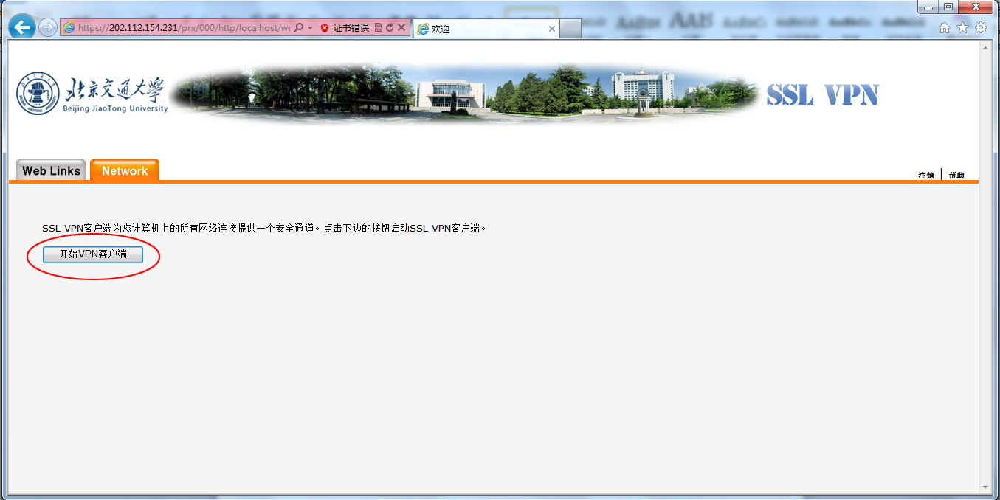 https://202.112.154.231/prx/000/http/localhost/we
证书错误
欢迎
北京交通大学
Beijing JiaoTong University
SSL VPN
Web Links
Network
注销
帮助
SSL VPN客户端为您计算机上的所有网络连接提供一个安全通道。点击下边的按钮启动SSL VPN客户端。
开始VPN客户端